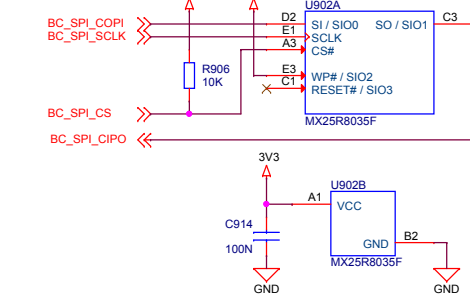 U902A
BC_SPI_COPI
D2
SI / SIO0
SO / SIO1
C3
BC_SPI_SCLK
E1
SCLK
A3
CS#
R906
10K
E3
WP# / SIO2
C1
RESET# / SIO3
BC_SPI_CS
MX25R8035F
BC_SPI_CIPO
3V3
U902B
A1
VCC
C914
100N
GND
B2
MX25R8035F
GND
GND